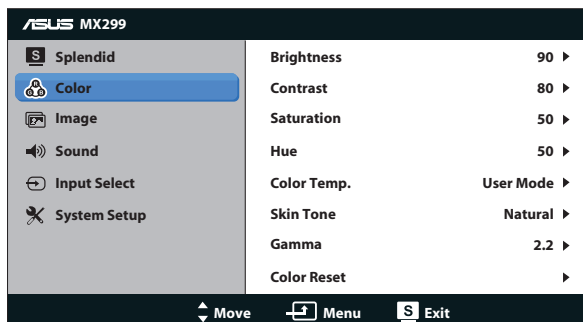 ASUS MX299
S Splendid
Color
Image
Sound
Input Select
System Setup
Brightness 90
Contrast 80
Saturation 50
Hue 50
Color Temp. User Mode
Skin Tone Natural
Gamma 2.2
Color Reset
Move Menu S Exit